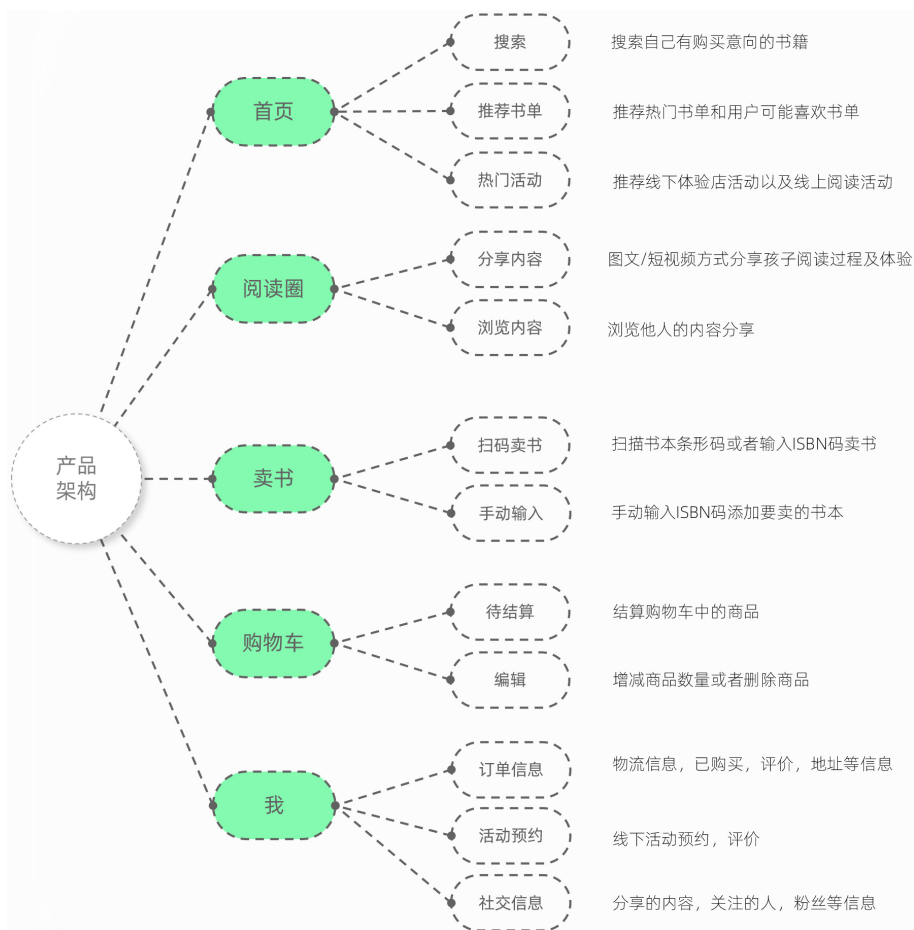 产品
架构
首页
搜索
搜索自己有购买意向的书籍
推荐书单
推荐热门书单和用户可能喜欢书单
热门活动
推荐线下体验店活动以及线上阅读活动
阅读圈
分享内容
图文/短视频方式分享孩子阅读过程及体验
浏览内容
浏览他人的内容分享
卖书
扫码卖书
扫描书本条形码或者输入ISBN码卖书
手动输入
手动输入ISBN码添加要卖的书本
购物车
待结算
结算购物车中的商品
编辑
增减商品数量或者删除商品
我
订单信息
物流信息，已购买，评价，地址等信息
活动预约
线下活动预约，评价
社交信息
分享的内容，关注的人，粉丝等信息